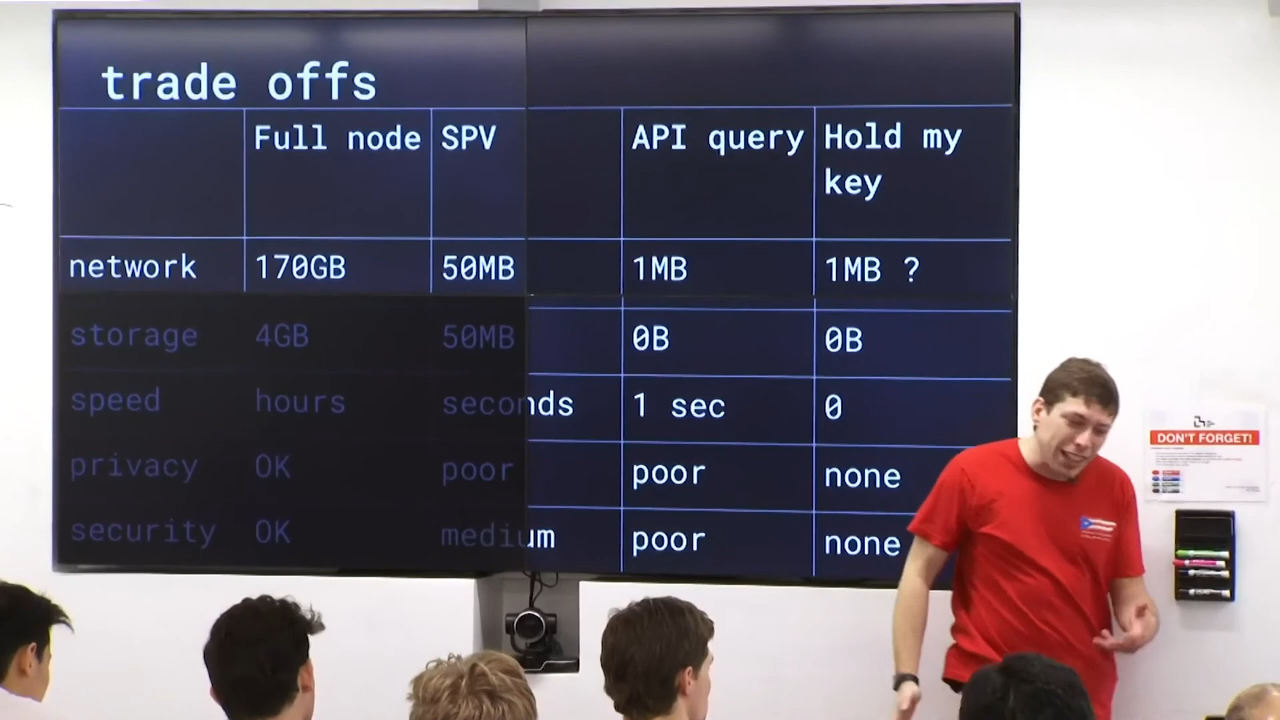 trade offs
Full node SPV API query Hold my
key
network 170GB 50MB 1MB 1MB ?
storage 4GB 50MB 0B 0B
speed hours seconds 1 sec 0
privacy OK poor poor none
security OK medium poor none
DON'T FORGET!